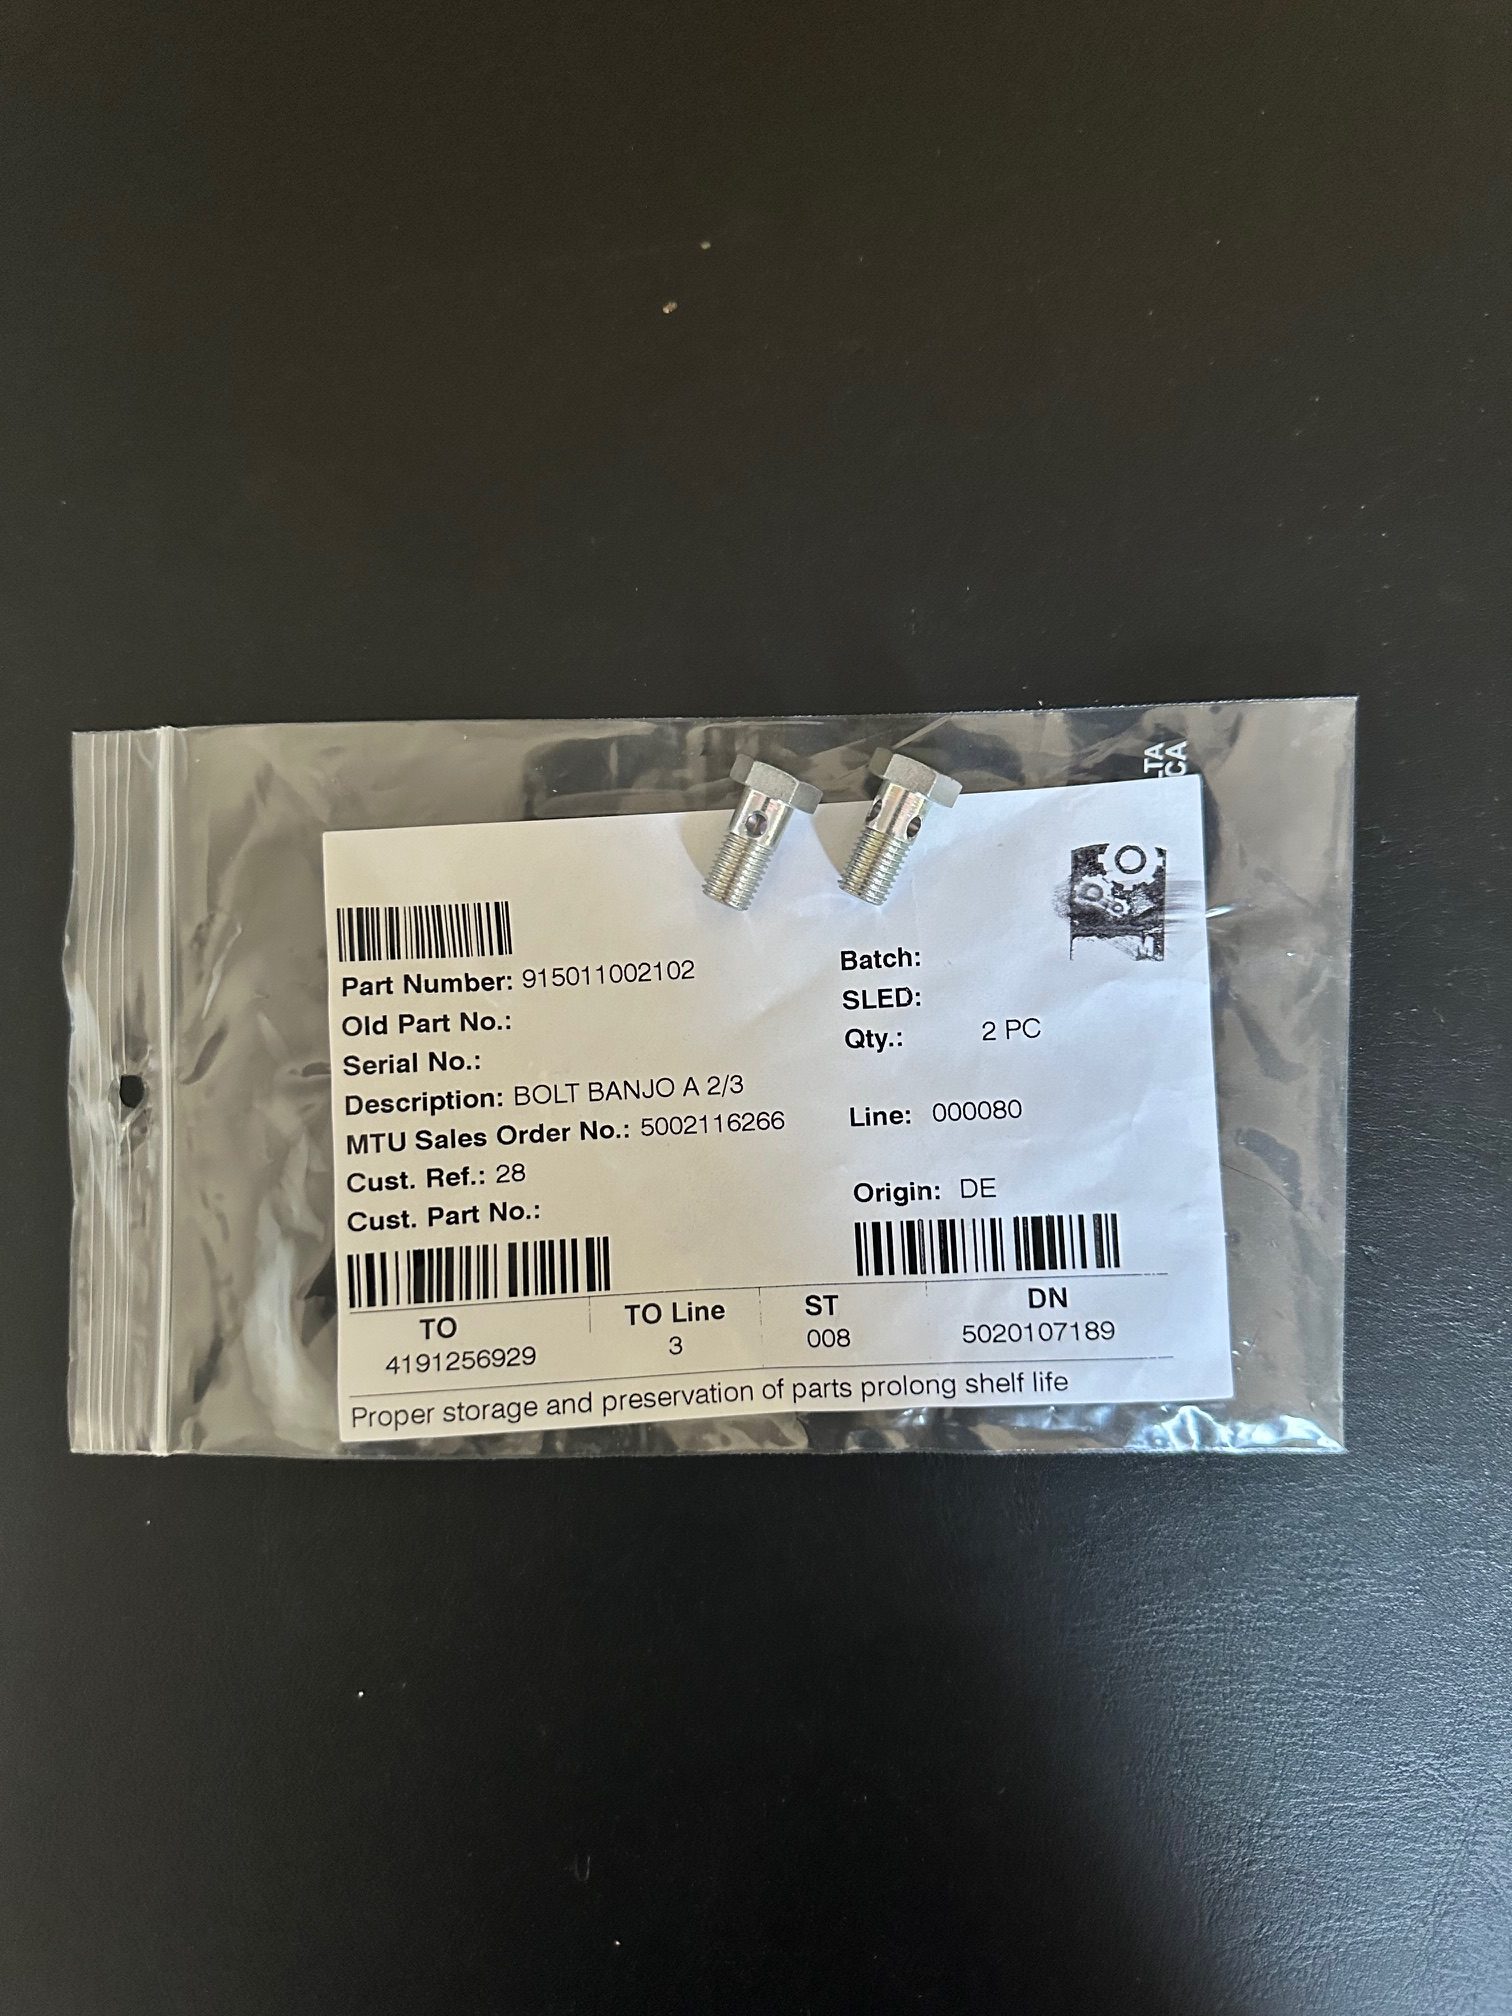 Part Number: 915011002102
Old Part No.:
Serial No.:
Description: BOLT BANJO A 2/3
MTU Sales Order No.: 5002116266
Cust. Ref.: 28
Cust. Part No.:
Batch:
SLED:
Qty.: 2 PC
Line: 000080
Origin: DE
TO
4191256929
TO Line
3
ST
008
DN
5020107189
Proper storage and preservation of parts prolong shelf life